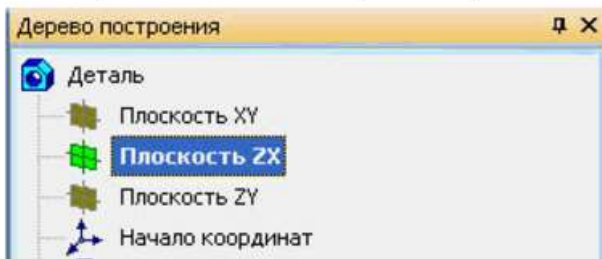 Дерево построения
Деталь
Плоскость XY
Плоскость ZX
Плоскость ZY
Начало координат